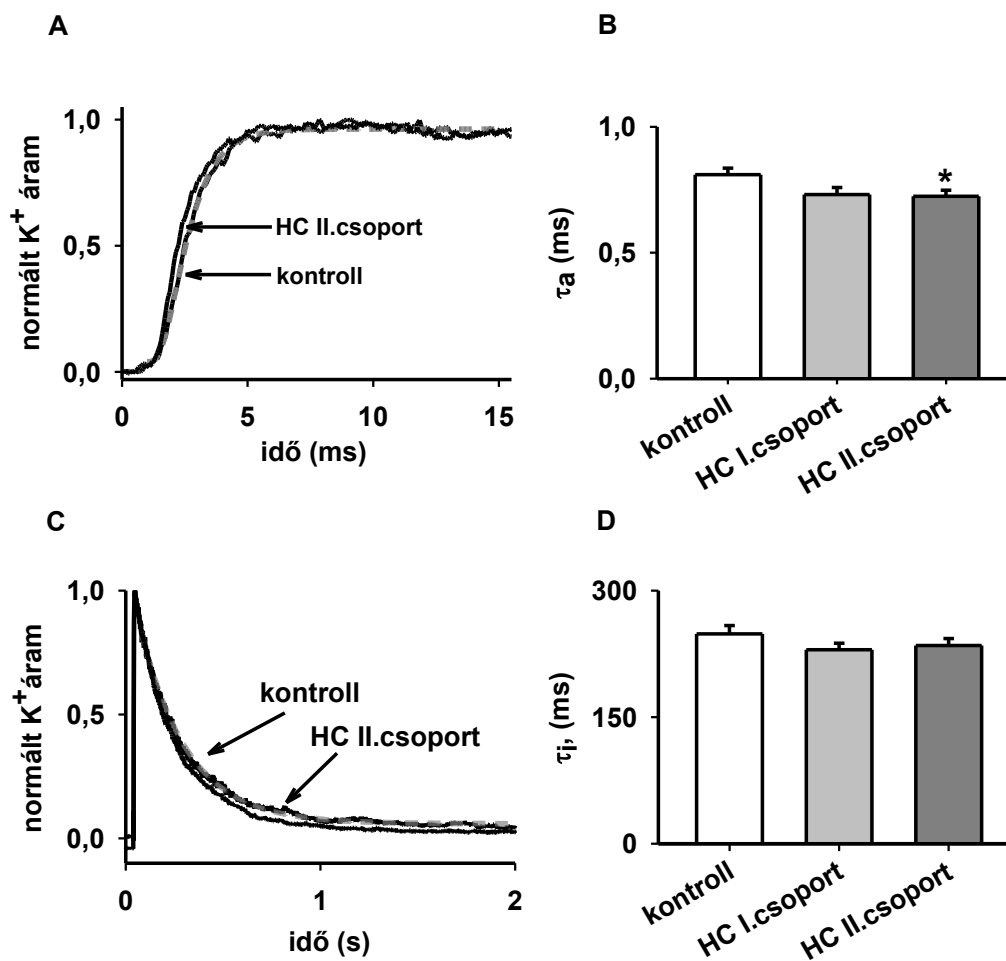 A
normált K+ áram
1,0
0,5
0,0
HC II.csoport
kontroll
0
5
10
15
idő (ms)
B
τa (ms)
1,0
0,5
0,0
*
kontroll
HC I.csoport
HC II.csoport
C
normált K+ áram
1,0
0,5
0,0
kontroll
HC II.csoport
0
1
2
idő (s)
D
τi, (ms)
300
150
0
kontroll
HC I.csoport
HC II.csoport